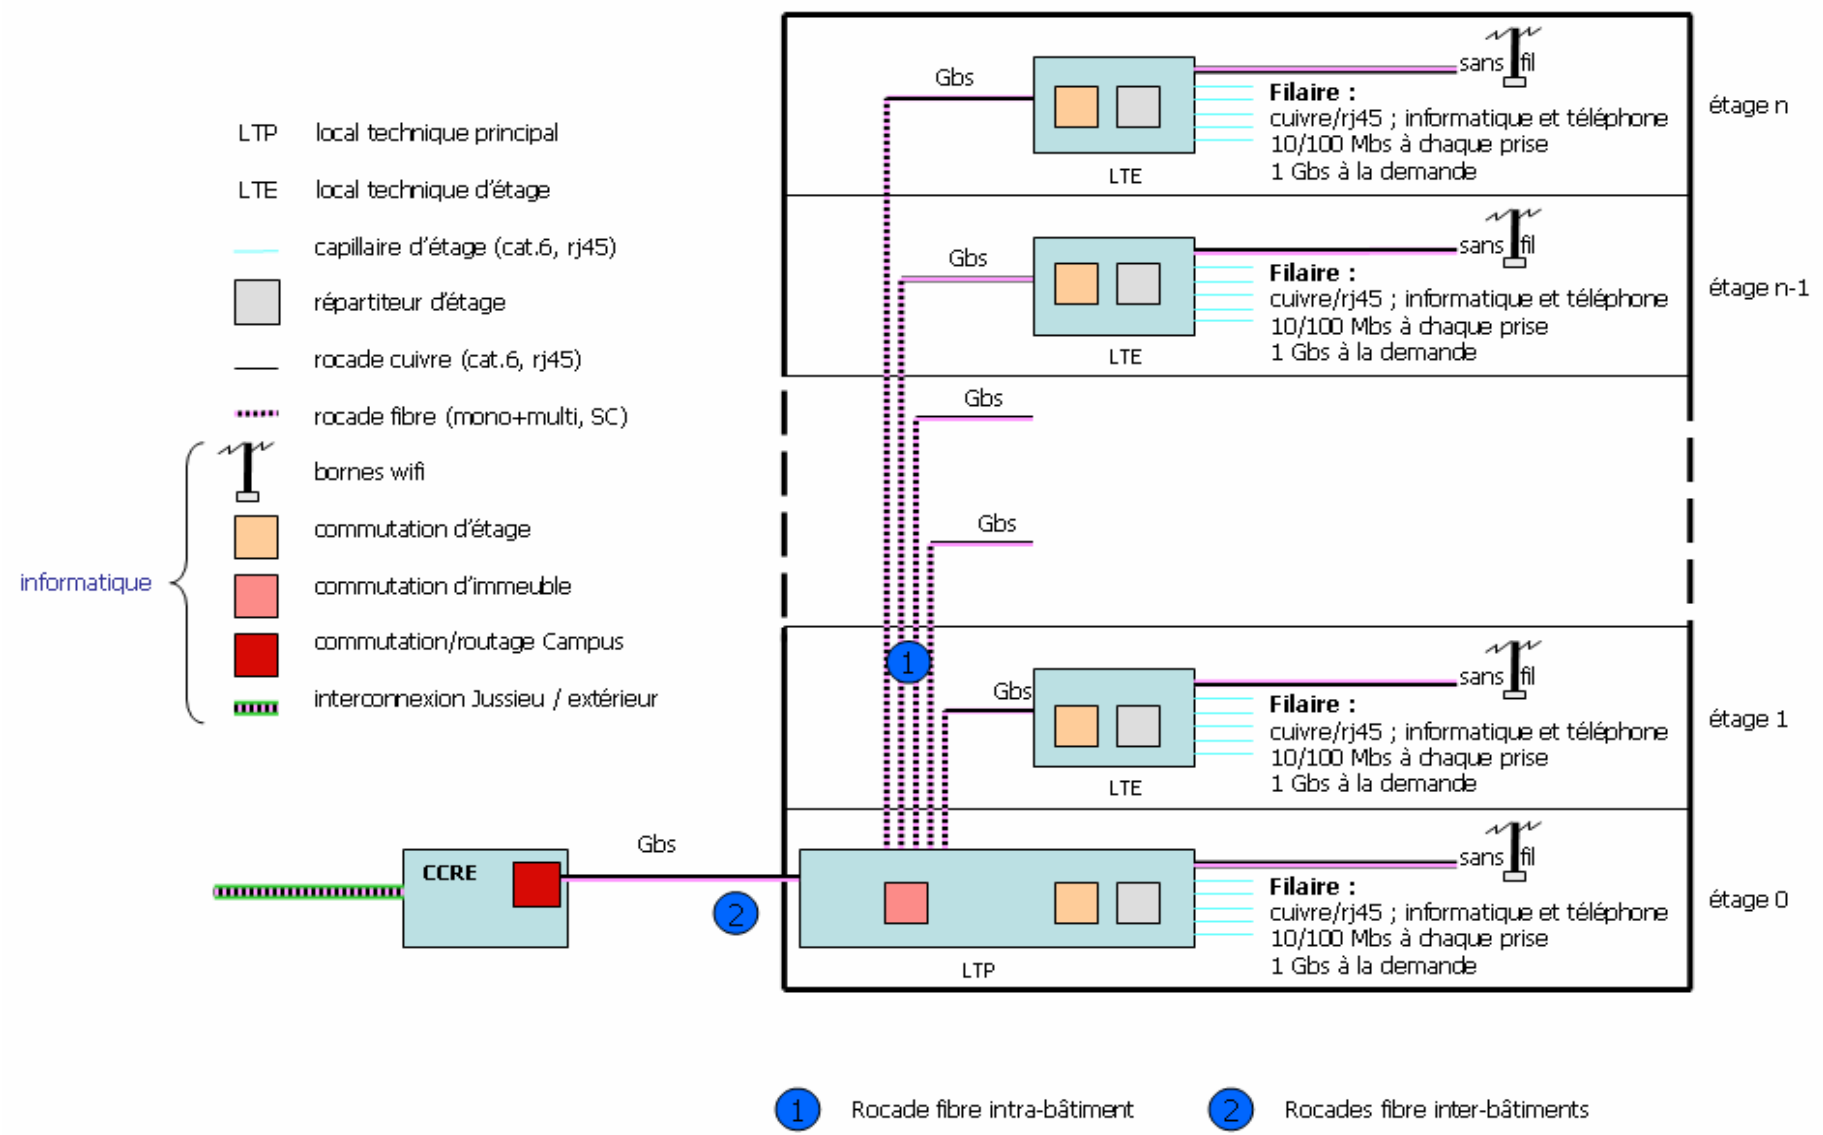 LTP local technique principal
LTE local technique d'étage
capillaire d'étage (cat.6, rj45)
répartiteur d'étage
rocade cuivre (cat.6, rj45)
rocade fibre (mono+multi, SC)
bornes wifi
commutation d'étage
commutation d'immeuble
commutation/routage Campus
interconnexion Jussieu / extérieur
informatique
Gbs
sans fil
Filaire :
cuivre/rj45 ; informatique et téléphone
10/100 Mbs à chaque prise
1 Gbs à la demande
LTE
étage n
Gbs
sans fil
Filaire :
cuivre/rj45 ; informatique et téléphone
10/100 Mbs à chaque prise
1 Gbs à la demande
LTE
étage n-1
Gbs
Gbs
1
Gbs
sans fil
Filaire :
cuivre/rj45 ; informatique et téléphone
10/100 Mbs à chaque prise
1 Gbs à la demande
LTE
étage 1
CCRE
Gbs
2
sans fil
Filaire :
cuivre/rj45 ; informatique et téléphone
10/100 Mbs à chaque prise
1 Gbs à la demande
LTP
étage 0
1 Rocade fibre intra-bâtiment
2 Rocades fibre inter-bâtiments